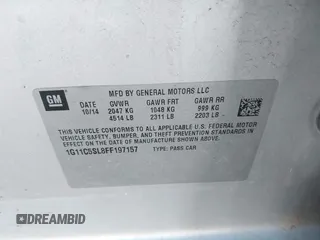 GM
MFD BY GENERAL MOTORS LLC
DATE GVWR GAWR FRT GAWR RR
10/14 2047 KG 1048 KG 999 KG
4514 LB 2311 LB 2203 LB
THIS VEHICLE CONFORMS TO ALL APPLICABLE U.S. FEDERAL MOTOR VEHICLE SAFETY, BUMPER, AND THEFT PREVENTION STANDARDS IN EFFECT ON THE DATE OF MANUFACTURE SHOWN ABOVE.
1G11C5SL8FF197157 TYPE: PASS CAR
DREAMBID